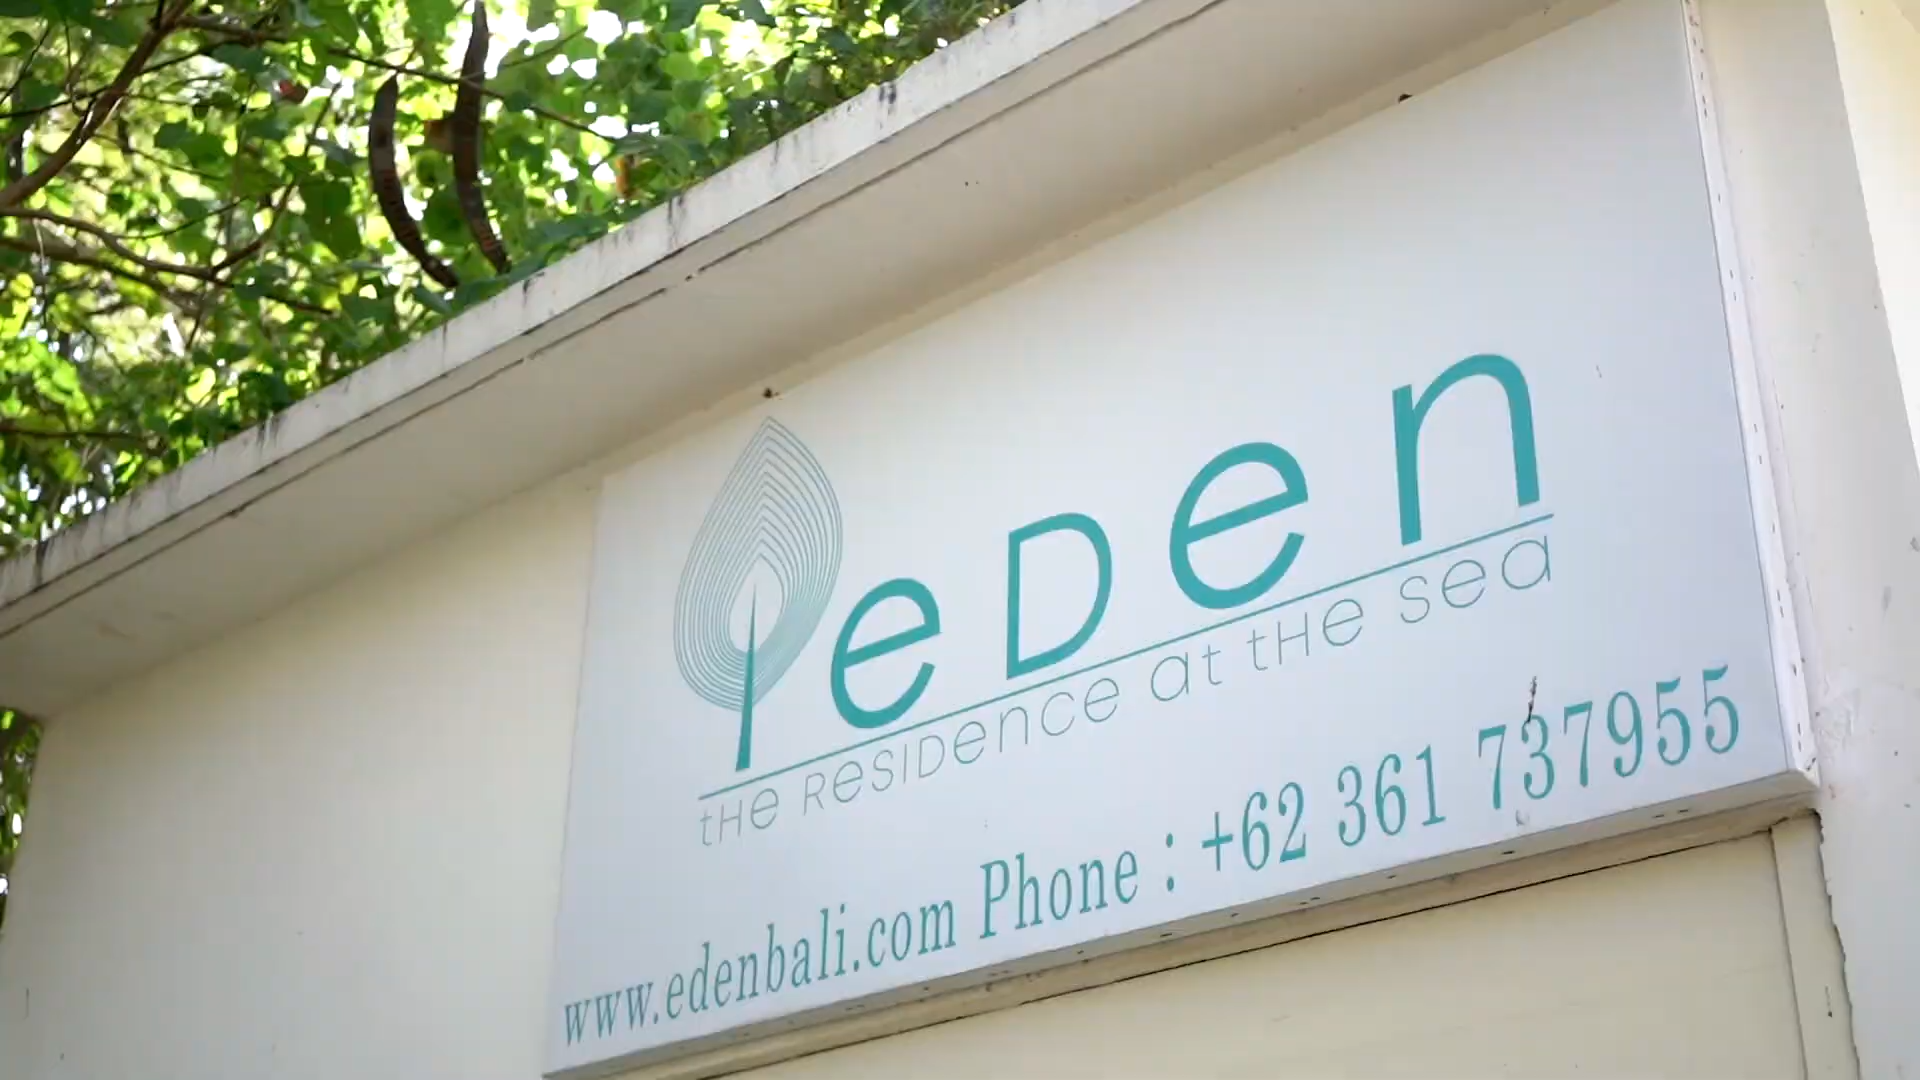 eDen
tHe ResiDence at tHe sea
www.edenbali.com Phone : +62 361 737955